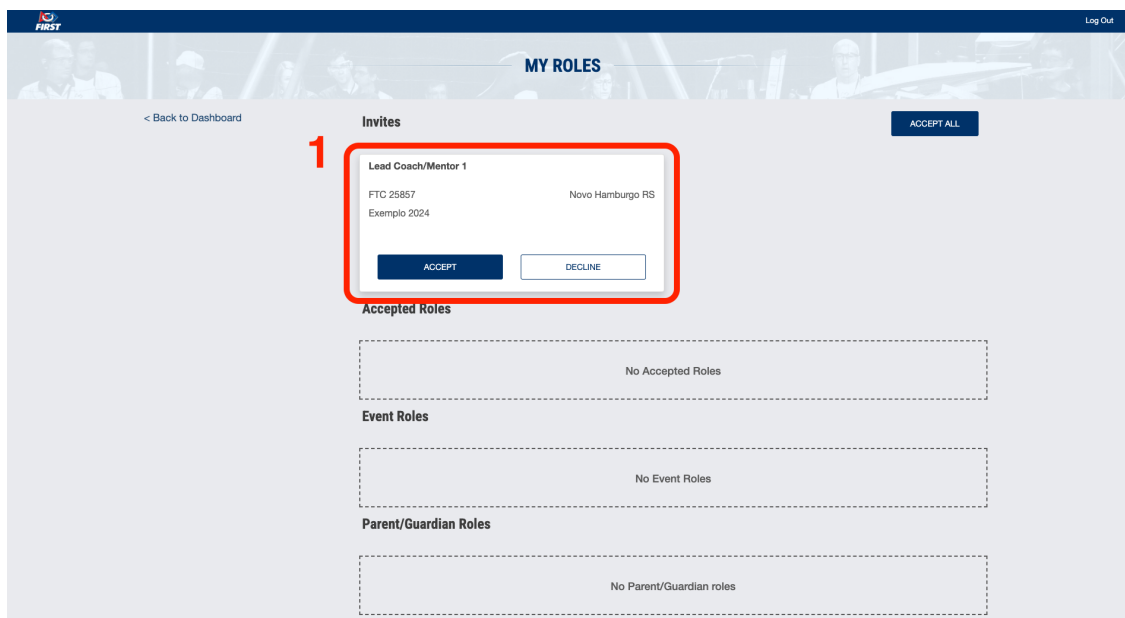 FIRST
Log Out
MY ROLES
< Back to Dashboard
Invites
ACCEPT ALL
1
Lead Coach/Mentor 1
FTC 25857 Novo Hamburgo RS
Exemplo 2024
ACCEPT DECLINE
Accepted Roles
No Accepted Roles
Event Roles
No Event Roles
Parent/Guardian Roles
No Parent/Guardian roles